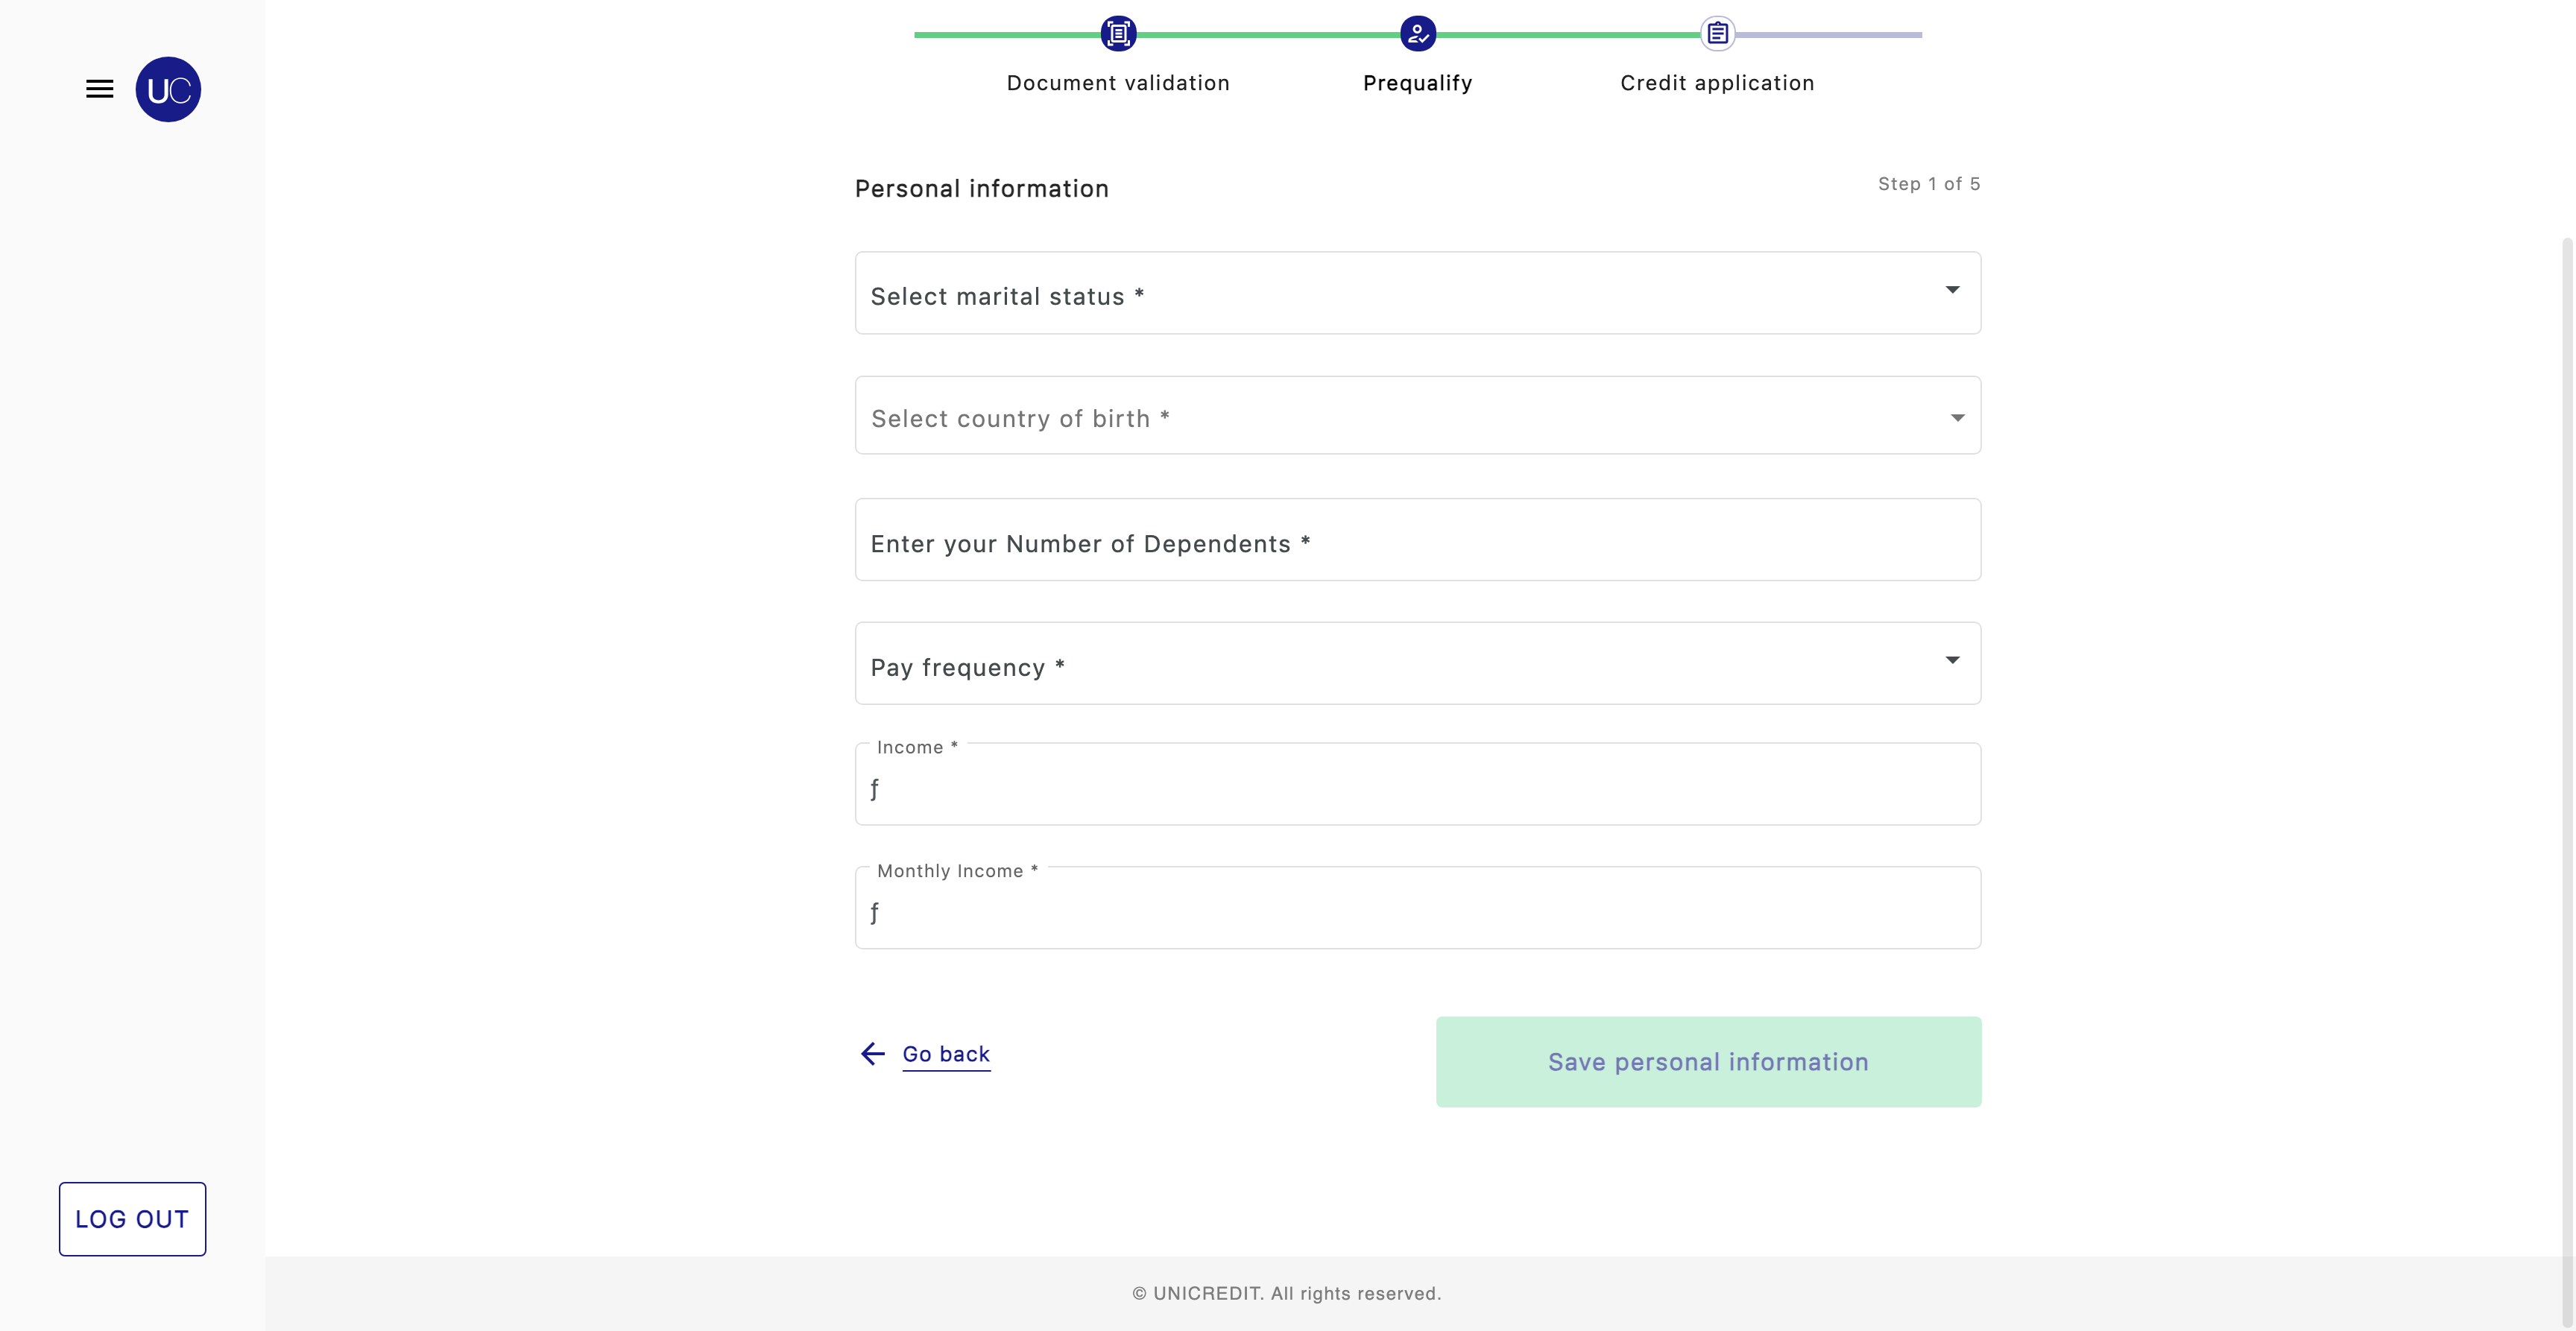 UC
Document validation
Prequalify
Credit application
Personal information
Step 1 of 5
Select marital status *
Select country of birth *
Enter your Number of Dependents *
Pay frequency *
Income *
ƒ
Monthly Income *
ƒ
Go back
Save personal information
LOG OUT
© UNICREDIT. All rights reserved.